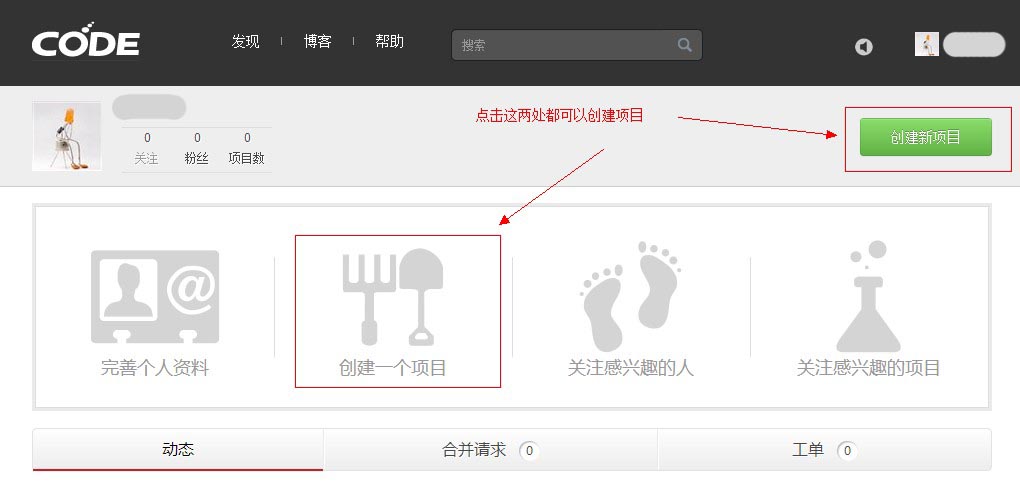 CODE
发现 博客 帮助 搜索
点击这两处都可以创建项目
创建新项目
0 0 0
关注 粉丝 项目数
@
完善个人资料 创建一个项目 关注感兴趣的人 关注感兴趣的项目
动态 合并请求 0 工单 0